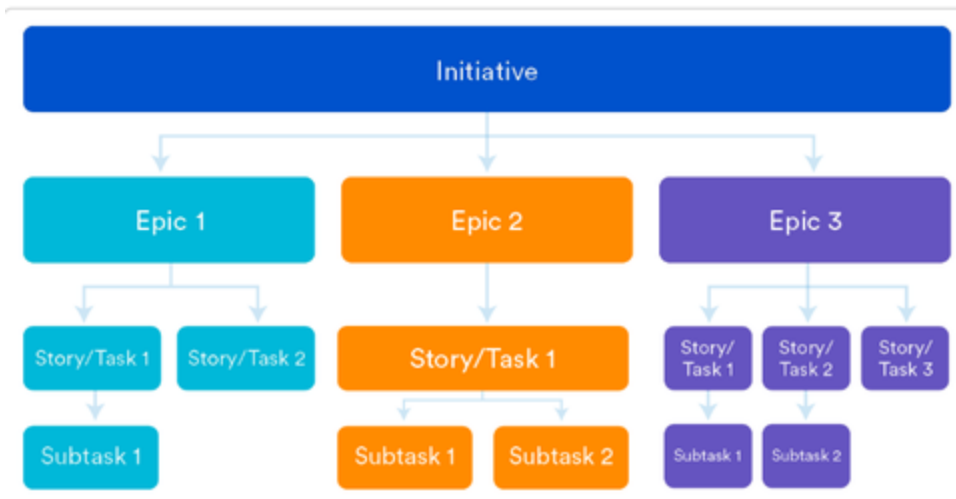 Initiative
Epic 1
Epic 2
Epic 3
Story/Task 1
Story/Task 2
Story/Task 1
Story/
Task 1
Story/
Task 2
Story/
Task 3
Subtask 1
Subtask 1
Subtask 2
Subtask 1
Subtask 2